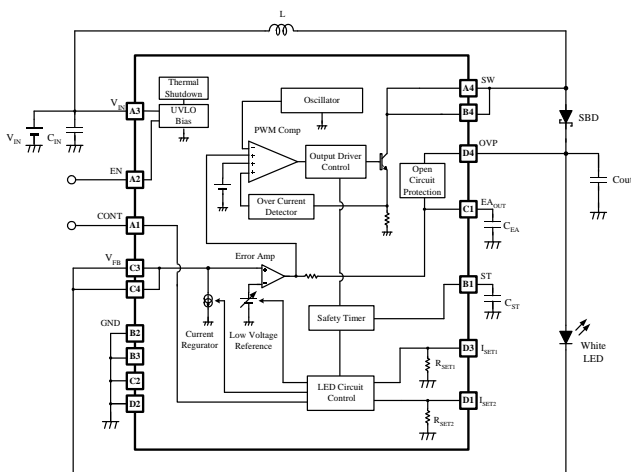 L
Thermal
Shutdown
A4
SW
V_IN
A3
UVLO
Bias
Oscillator
B4
V_IN
C_IN
PWM Comp
SBD
Output Driver
Control
D4
OVP
EN
A2
Open
Circuit
Protection
Cout
Over Current
Detector
C1
EA_OUT
CONT
A1
C_EA
V_FB
C3
Error Amp
C4
B1
ST
C_ST
GND
B2
Current
Regurator
Low Voltage
Reference
Safety Timer
White
LED
B3
D3
I_SET1
R_SET1
C2
LED Circuit
Control
D2
D1
I_SET2
R_SET2